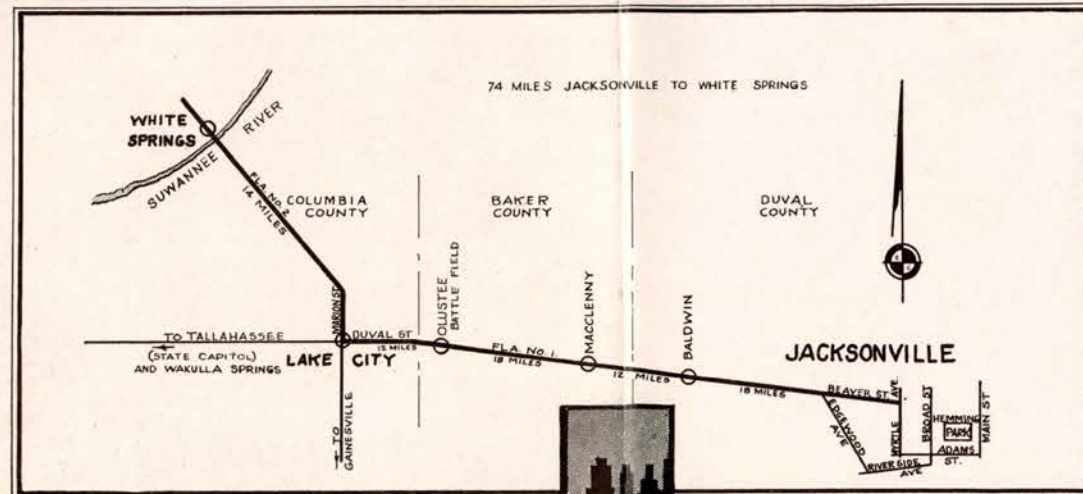 74 MILES JACKSONVILLE TO WHITE SPRINGS
WHITE
SPRINGS
SUWANNEE RIVER
FLA. No. 2
14 MILES
COLUMBIA
COUNTY
BAKER
COUNTY
DUVAL
COUNTY
MARION ST.
TO TALLAHASSEE
(STATE CAPITOL)
AND WAKULLA SPRINGS
LAKE CITY
DUVAL ST
12 MILES
TO
GAINESVILLE
OLUSTEE
BATTLE FIELD
FLA. No. 1.
18 MILES
MACCLENNY
12 MILES
BALDWIN
18 MILES
JACKSONVILLE
BEAVER ST.
EDGEWOOD
AVE
MYRTLE AVE.
BROAD ST
HEMMING
PARK
MAIN ST
ADAMS
ST.
RIVERSIDE
AVE